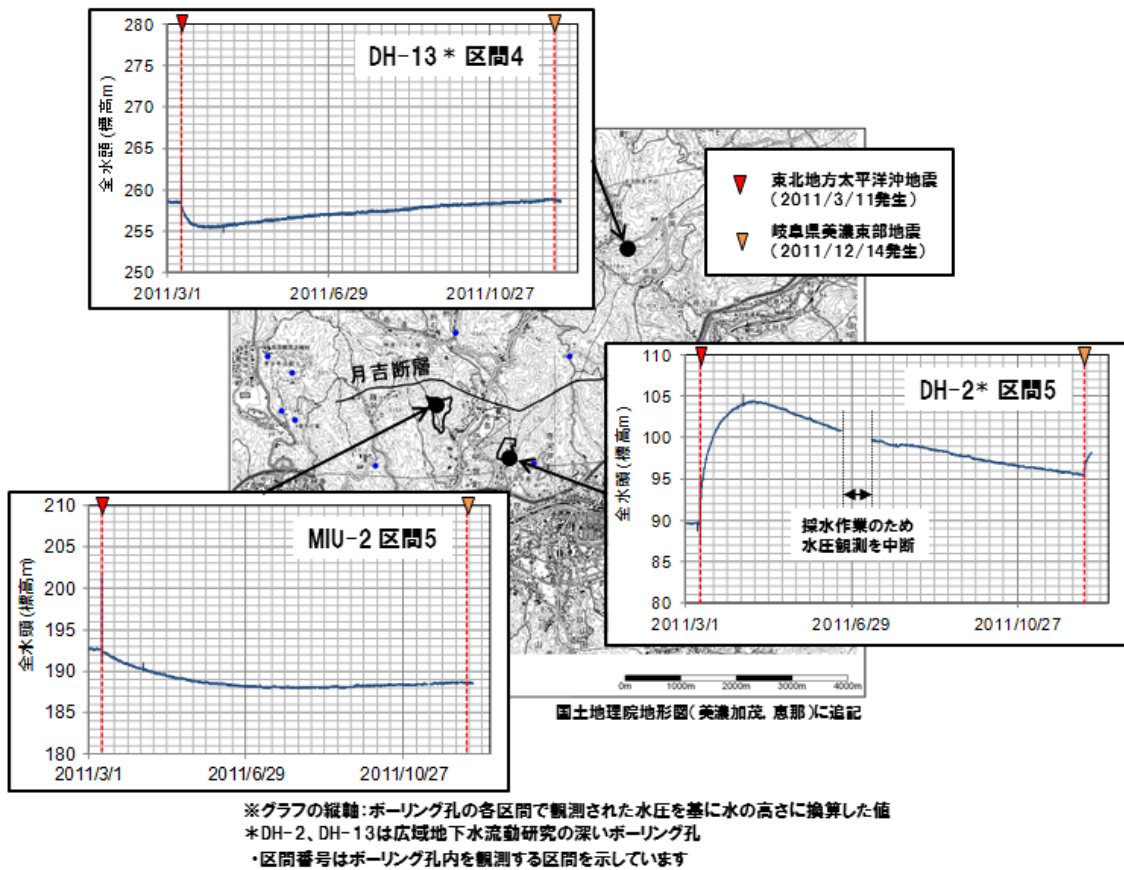 DH-13 * 区間4
全水頭(標高m)
280
275
270
265
260
255
250
2011/3/1
2011/6/29
2011/10/27
東北地方太平洋沖地震
(2011/3/11発生)
岐阜県美濃東部地震
(2011/12/14発生)
月吉断層
DH-2* 区間5
全水頭(標高m)
110
105
100
95
90
85
80
採水作業のため
水圧観測を中断
2011/3/1
2011/6/29
2011/10/27
MIU-2 区間5
全水頭(標高m)
210
205
200
195
190
185
180
2011/3/1
2011/6/29
2011/10/27
0m
1000m
2000m
3000m
4000m
国土地理院地形図(美濃加茂, 恵那)に追記
※グラフの縦軸:ボーリング孔の各区間で観測された水圧を基に水の高さに換算した値
*DH-2、DH-13は広域地下水流動研究の深いボーリング孔
・区間番号はボーリング孔内を観測する区間を示しています